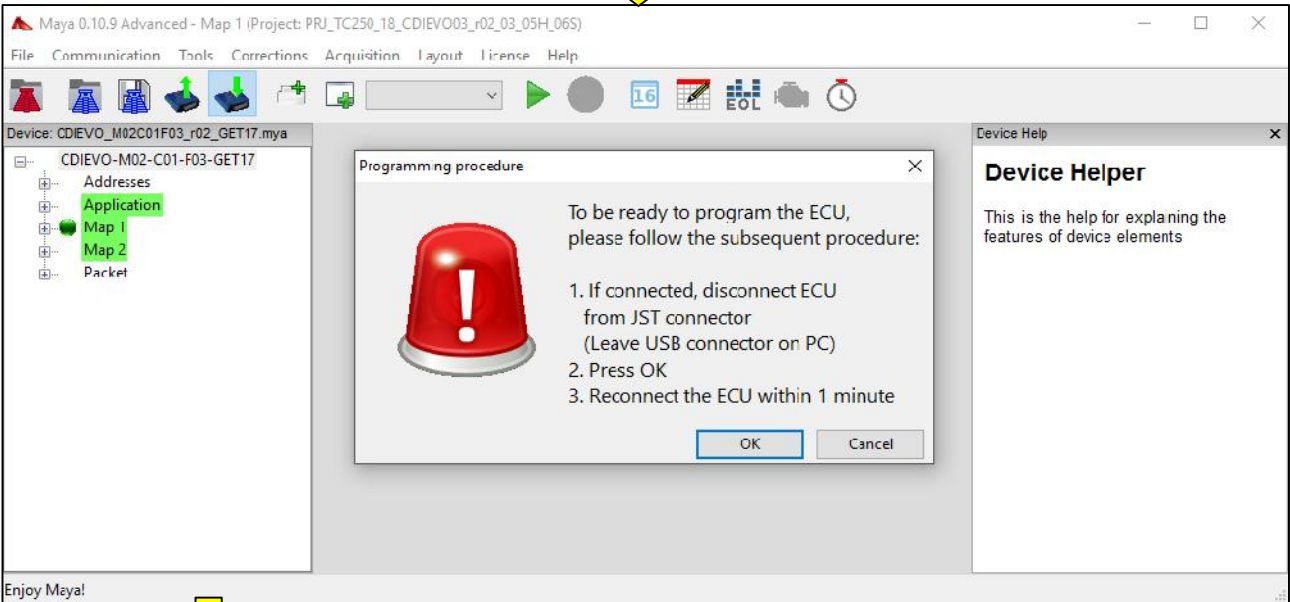 Maya 0.10.9 Advanced - Map 1 (Project: PRJ_TC250_18_CDIEVO03_r02_03_05H_06S)
File Communication Tools Corrections Acquisition Layout License Help
16
EOL
Device: CDIEVO_M02C01F03_r02_GET17.mya
CDIEVO-M02-C01-F03-GET17
Addresses
Application
Map 1
Map 2
Packet
Programming procedure
To be ready to program the ECU,
please follow the subsequent procedure:
1. If connected, disconnect ECU
from JST connector
(Leave USB connector on PC)
2. Press OK
3. Reconnect the ECU within 1 minute
OK Cancel
Device Help
Device Helper
This is the help for explaining the
features of device elements
Enjoy Maya!